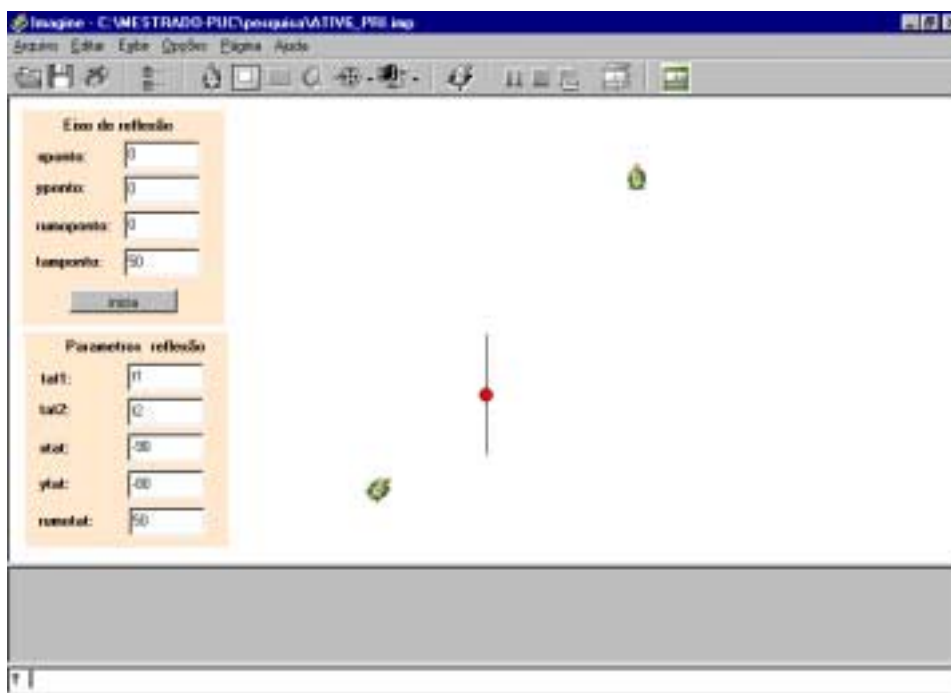 Imagine - C:\MESTRADO-PUC\pesquisa\ATIV6_PRI.imp
Arquivo Editar Exibir Opções Página Ajuda
Eixo de reflexão
xponto: 0
yponto: 0
rumoponto: 0
tamponto: 50
inicia
Parametros reflexão
tat1: t1
tat2: t2
xtat: -90
ytat: -80
rumotat: 50
?